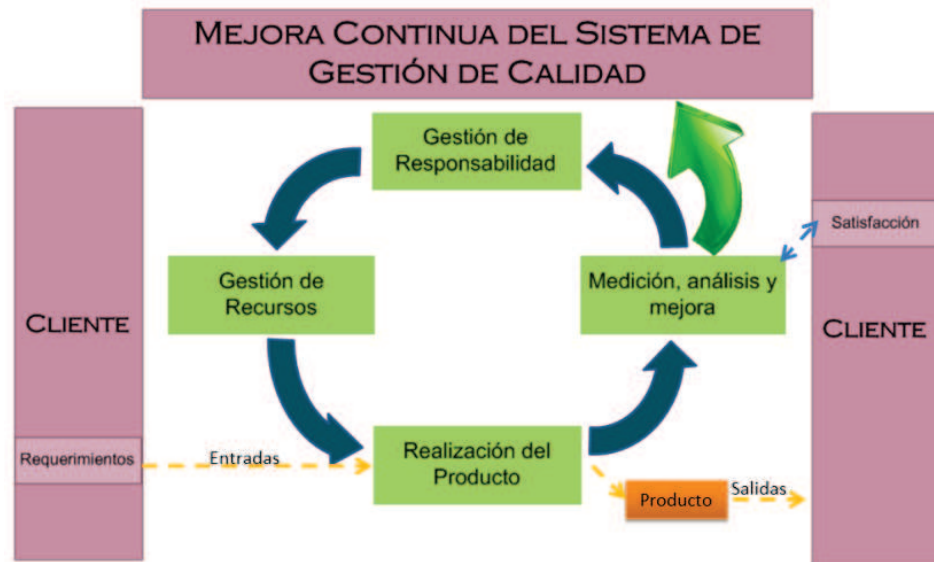 MEJORA CONTINUA DEL SISTEMA DE
GESTIÓN DE CALIDAD
Gestión de
Responsabilidad
Satisfacción
Gestión de
Recursos
Medición, análisis y
mejora
CLIENTE
CLIENTE
Requerimientos
Entradas
Realización del
Producto
Producto
Salidas